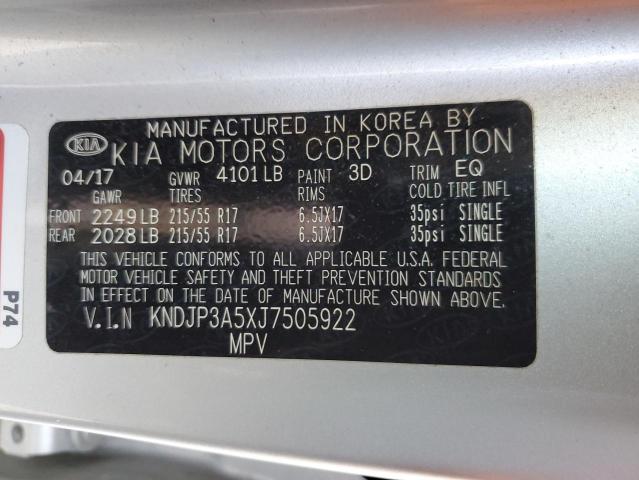 MANUFACTURED IN KOREA BY
KIA KIA MOTORS CORPORATION
04/17 GVWR 4101 LB PAINT 3D TRIM EQ
GAWR TIRES RIMS COLD TIRE INFL
FRONT 2249 LB 215/55 R17 6.5JX17 35psi SINGLE
REAR 2028 LB 215/55 R17 6.5JX17 35psi SINGLE
THIS VEHICLE CONFORMS TO ALL APPLICABLE U.S.A. FEDERAL
MOTOR VEHICLE SAFETY AND THEFT PREVENTION STANDARDS
IN EFFECT ON THE DATE OF MANUFACTURE SHOWN ABOVE.
V.I.N KNDJP3A5XJ7505922
MPV
P74